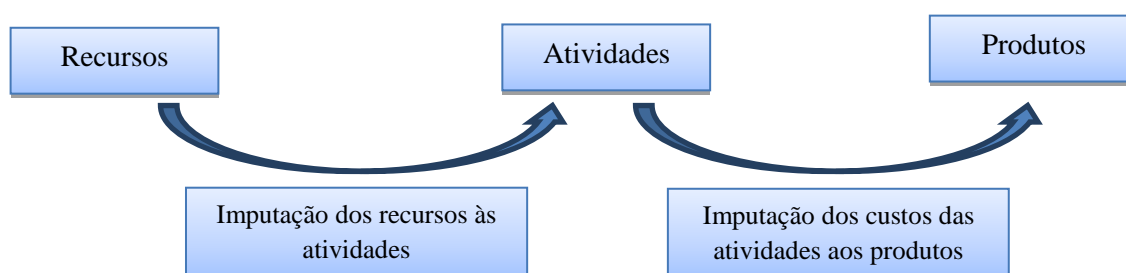 Recursos
Atividades
Produtos
Imputação dos recursos às
atividades
Imputação dos custos das
atividades aos produtos